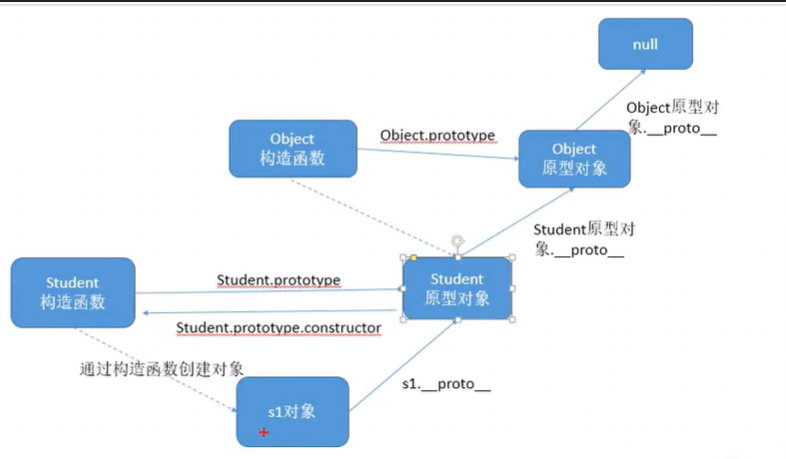 null
Object原型对
象.__proto__
Object
构造函数
Object.prototype
Object
原型对象
Student原型对
象.__proto__
Student
构造函数
Student.prototype
Student
原型对象
Student.prototype.constructor
通过构造函数创建对象
s1.__proto__
s1对象